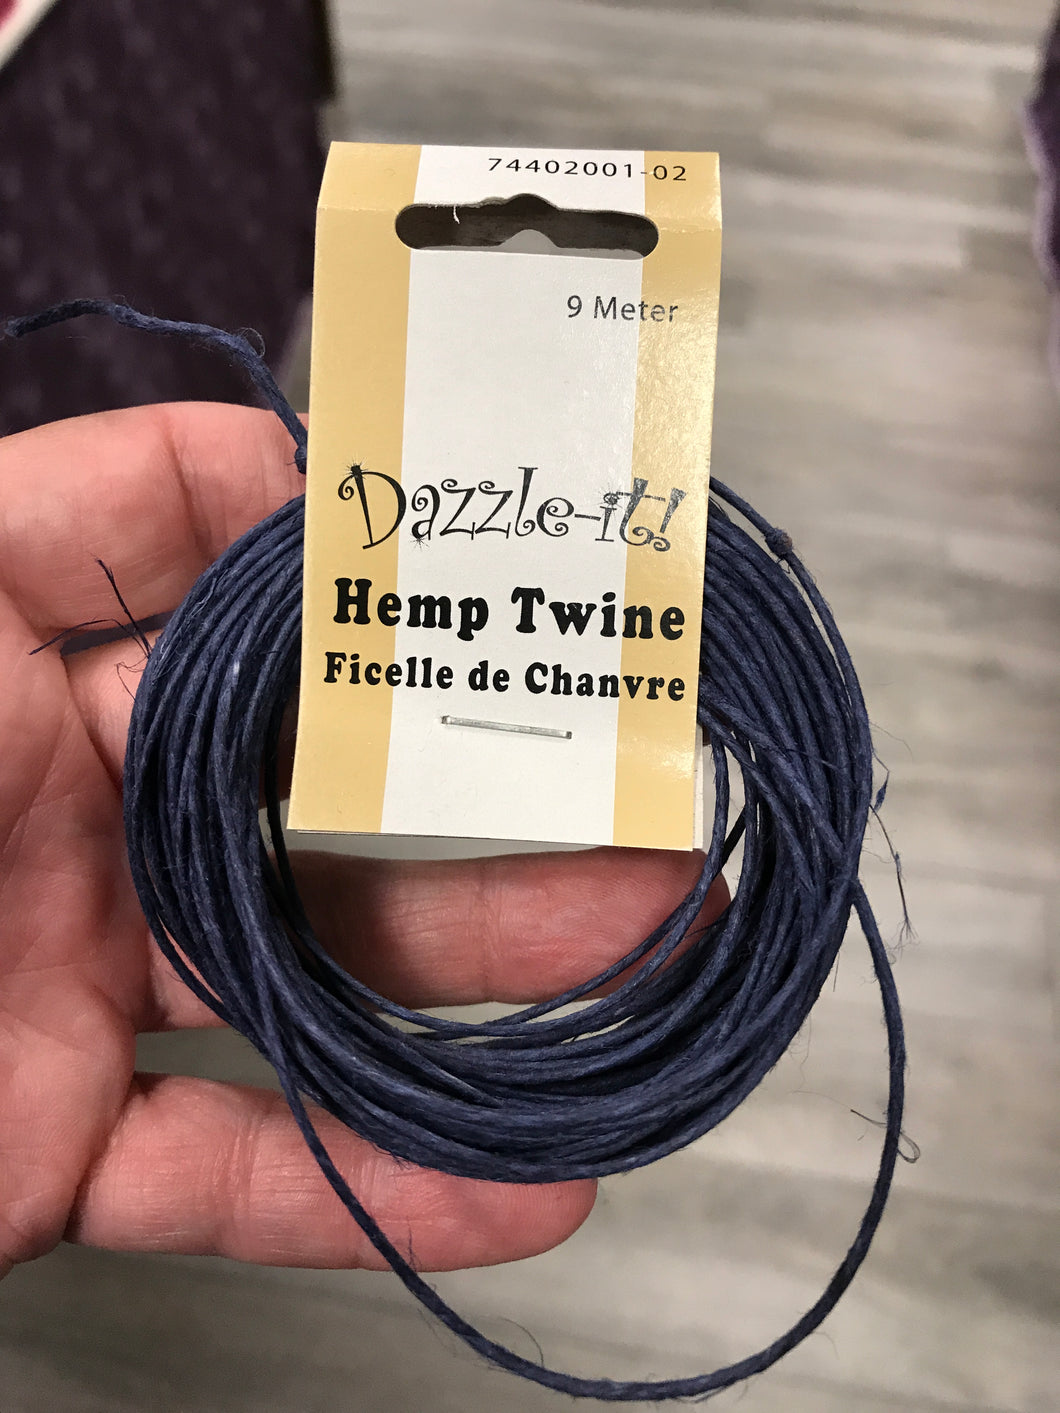 74402001-02
9 Meter
Dazzle-it!
Hemp Twine
Ficelle de Chanvre